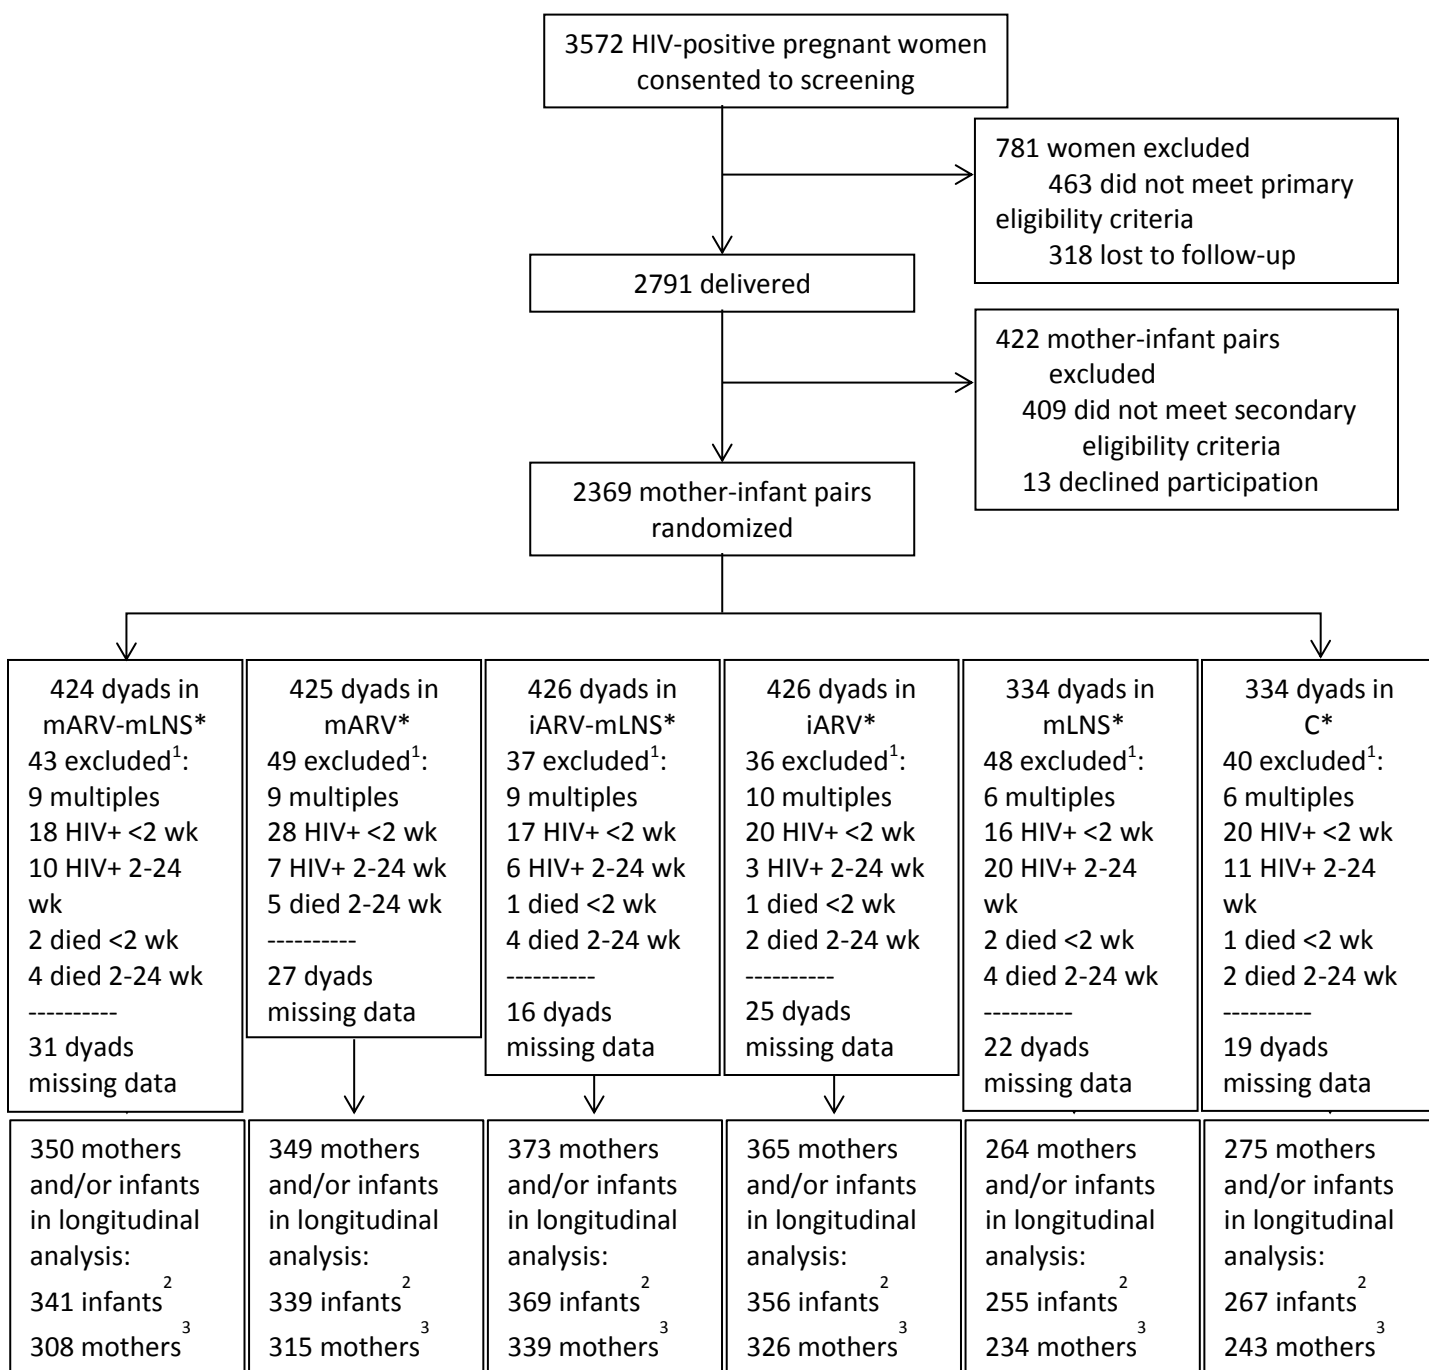 3572 HIV-positive pregnant women
consented to screening
781 women excluded
463 did not meet primary
eligibility criteria
318 lost to follow-up
2791 delivered
422 mother-infant pairs
excluded
409 did not meet secondary
eligibility criteria
13 declined participation
2369 mother-infant pairs
randomized
424 dyads in
mARV-mLNS*
43 excluded¹:
9 multiples
18 HIV+ <2 wk
10 HIV+ 2-24
wk
2 died <2 wk
4 died 2-24 wk
----------
31 dyads
missing data
425 dyads in
mARV*
49 excluded¹:
9 multiples
28 HIV+ <2 wk
7 HIV+ 2-24 wk
5 died 2-24 wk
----------
27 dyads
missing data
426 dyads in
iARV-mLNS*
37 excluded¹:
9 multiples
17 HIV+ <2 wk
6 HIV+ 2-24 wk
1 died <2 wk
4 died 2-24 wk
----------
16 dyads
missing data
426 dyads in
iARV*
36 excluded¹:
10 multiples
20 HIV+ <2 wk
3 HIV+ 2-24 wk
1 died <2 wk
2 died 2-24 wk
----------
25 dyads
missing data
334 dyads in
mLNS*
48 excluded¹:
6 multiples
16 HIV+ <2 wk
20 HIV+ 2-24
wk
2 died <2 wk
4 died 2-24 wk
----------
22 dyads
missing data
334 dyads in
C*
40 excluded¹:
6 multiples
20 HIV+ <2 wk
11 HIV+ 2-24
wk
1 died <2 wk
2 died 2-24 wk
----------
19 dyads
missing data
350 mothers
and/or infants
in longitudinal
analysis:
341 infants²
308 mothers³
349 mothers
and/or infants
in longitudinal
analysis:
339 infants²
315 mothers³
373 mothers
and/or infants
in longitudinal
analysis:
369 infants²
339 mothers³
365 mothers
and/or infants
in longitudinal
analysis:
356 infants²
326 mothers³
264 mothers
and/or infants
in longitudinal
analysis:
255 infants²
234 mothers³
275 mothers
and/or infants
in longitudinal
analysis:
267 infants²
243 mothers³